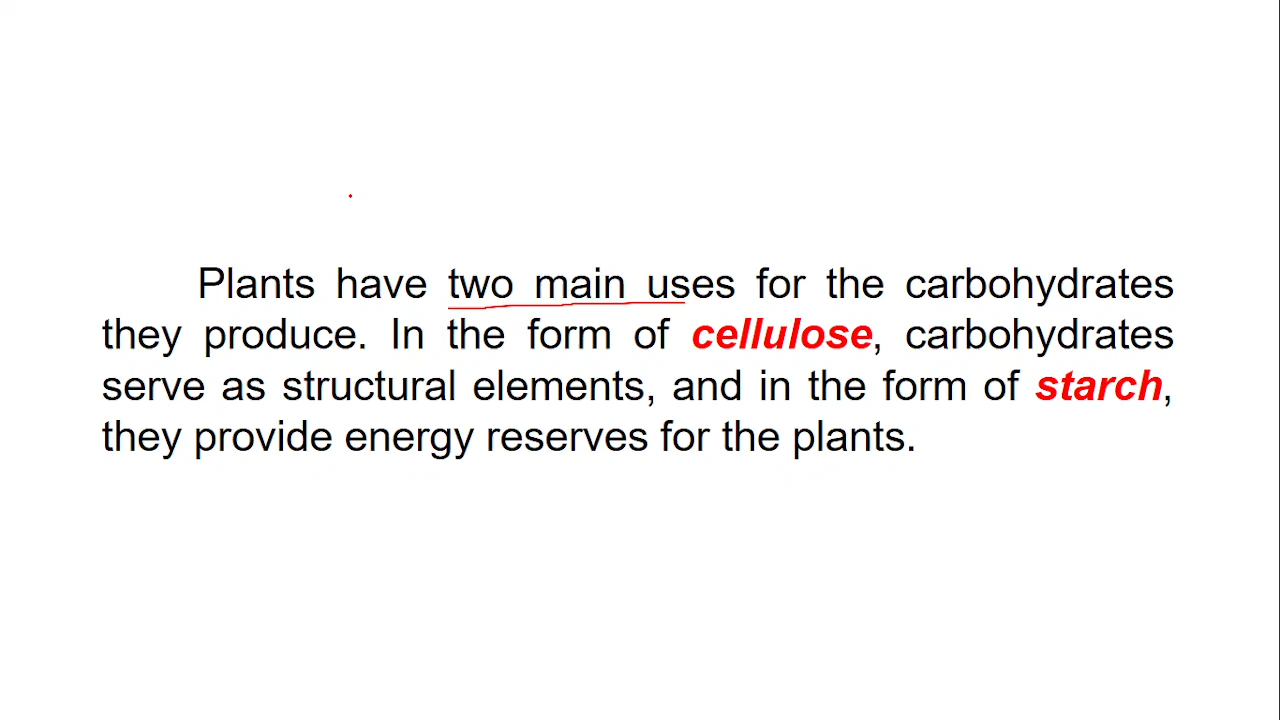 Plants have two main uses for the carbohydrates
they produce. In the form of cellulose, carbohydrates
serve as structural elements, and in the form of starch,
they provide energy reserves for the plants.